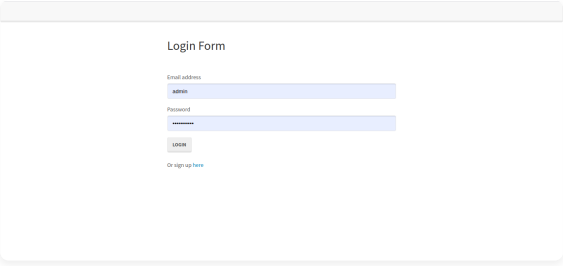 Login Form
Email address
admin
Password
••••••••••
LOGIN
Or sign up here